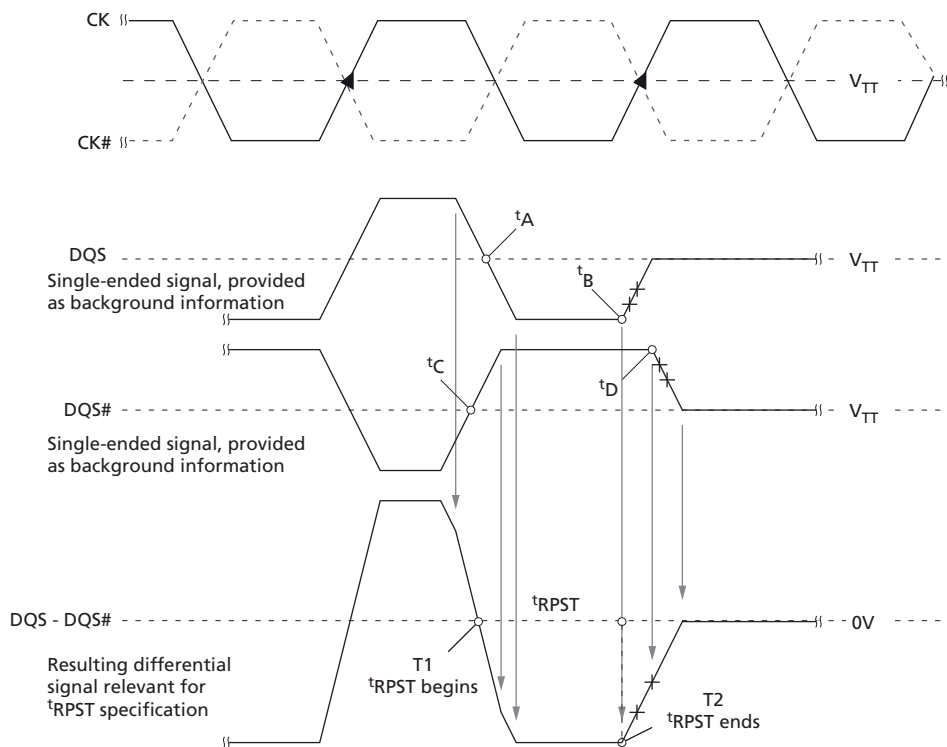 CK
V_TT
CK#
tA
DQS
V_TT
Single-ended signal, provided
as background information
tB
tC
tD
DQS#
V_TT
Single-ended signal, provided
as background information
DQS - DQS#
tRPST
0V
Resulting differential
signal relevant for
tRPST specification
T1
tRPST begins
T2
tRPST ends